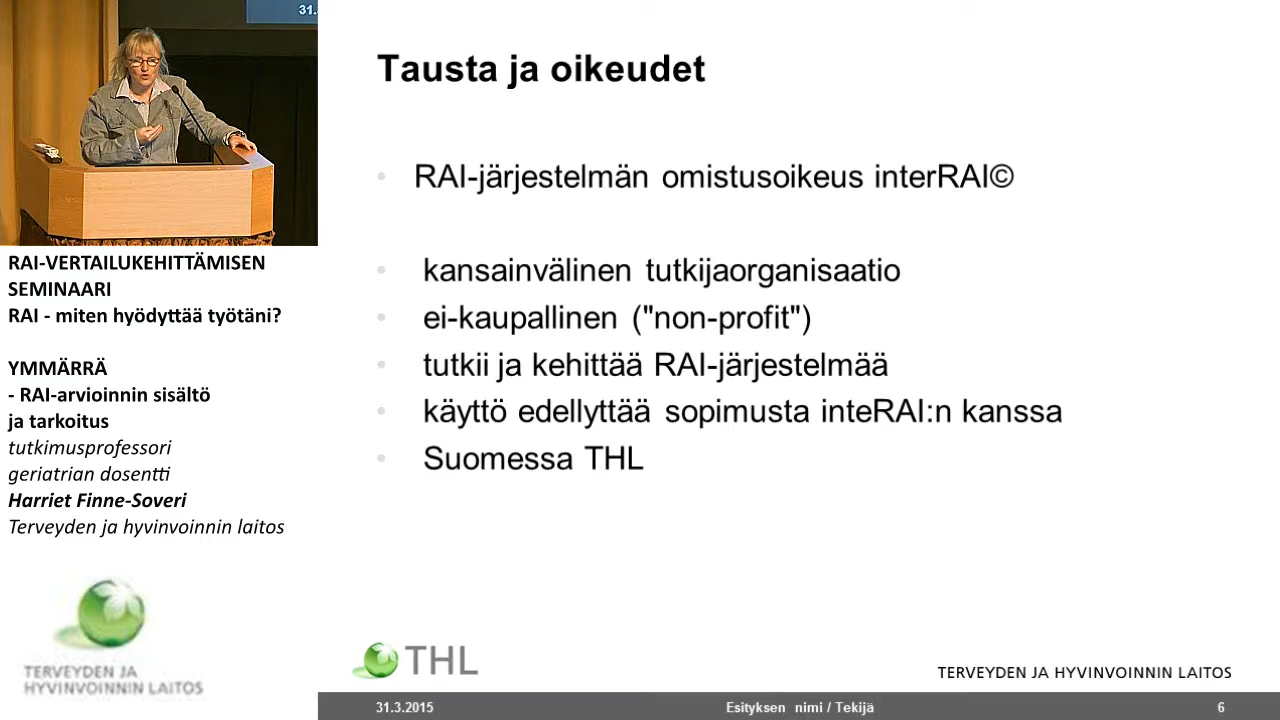 31.
RAI-VERTAILUKEHITTÄMISEN
SEMINAARI
RAI - miten hyödyttää työtäni?
YMMÄRRÄ
- RAI-arvioinnin sisältö
ja tarkoitus
tutkimusprofessori
geriatrian dosentti
Harriet Finne-Soveri
Terveyden ja hyvinvoinnin laitos
TERVEYDEN JA
HYVINVOINNIN LAITOS
Tausta ja oikeudet
• RAI-järjestelmän omistusoikeus interRAI©
• kansainvälinen tutkijaorganisaatio
• ei-kaupallinen ("non-profit")
• tutkii ja kehittää RAI-järjestelmää
• käyttö edellyttää sopimusta inteRAI:n kanssa
• Suomessa THL
THL
TERVEYDEN JA HYVINVOINNIN LAITOS
31.3.2015 Esityksen nimi / Tekijä 6